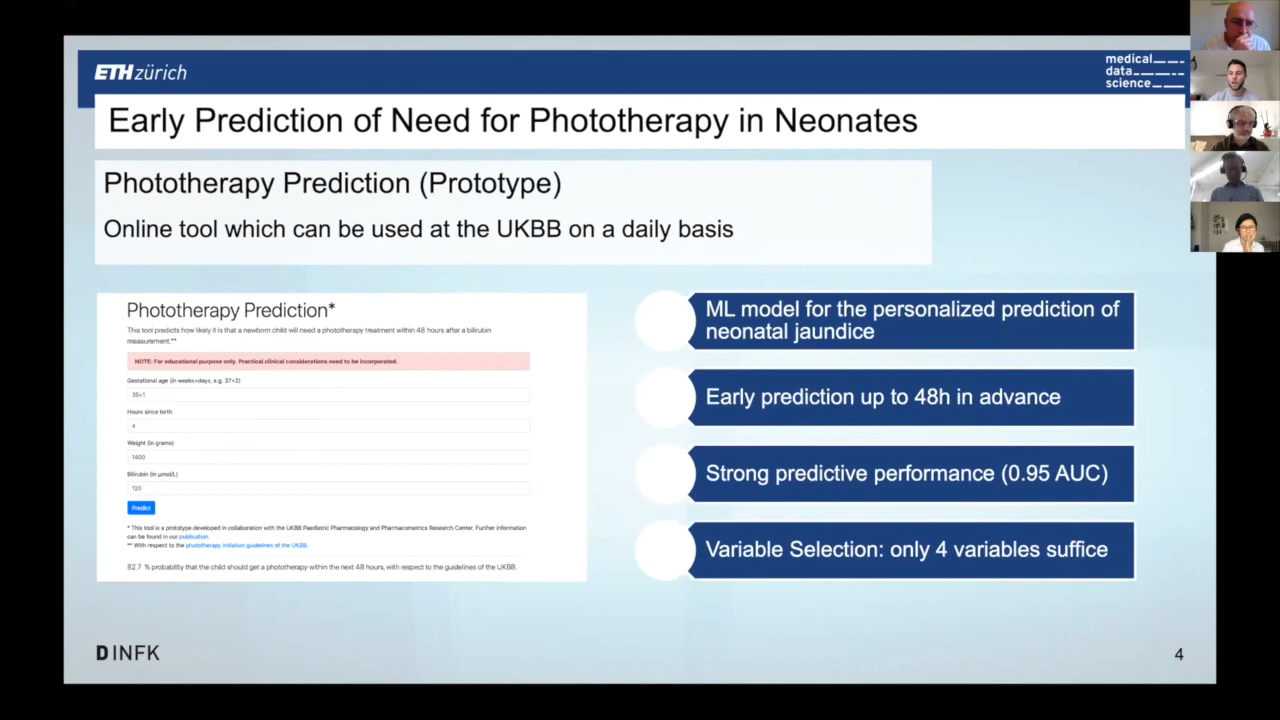 ETH zürich
medical
data
science
Early Prediction of Need for Phototherapy in Neonates
Phototherapy Prediction (Prototype)
Online tool which can be used at the UKBB on a daily basis
Phototherapy Prediction*
This tool predicts how likely it is that a newborn child will need a phototherapy treatment within 48 hours after a bilirubin
measurement.**
NOTE: For educational purpose only. Practical clinical considerations need to be incorporated.
Gestational age (in weeks+days, e.g. 37+2)
35+1
Hours since birth
4
Weight (in grams)
1400
Bilirubin (in µmol/L)
120
Predict
* This tool is a prototype developed in collaboration with the UKBB Paediatric Pharmacology and Pharmacometrics Research Center. Further information
can be found in our publication.
** With respect to the phototherapy initiation guidelines of the UKBB.
82.7 % probability that the child should get a phototherapy within the next 48 hours, with respect to the guidelines of the UKBB.
ML model for the personalized prediction of
neonatal jaundice
Early prediction up to 48h in advance
Strong predictive performance (0.95 AUC)
Variable Selection: only 4 variables suffice
D INFK
4